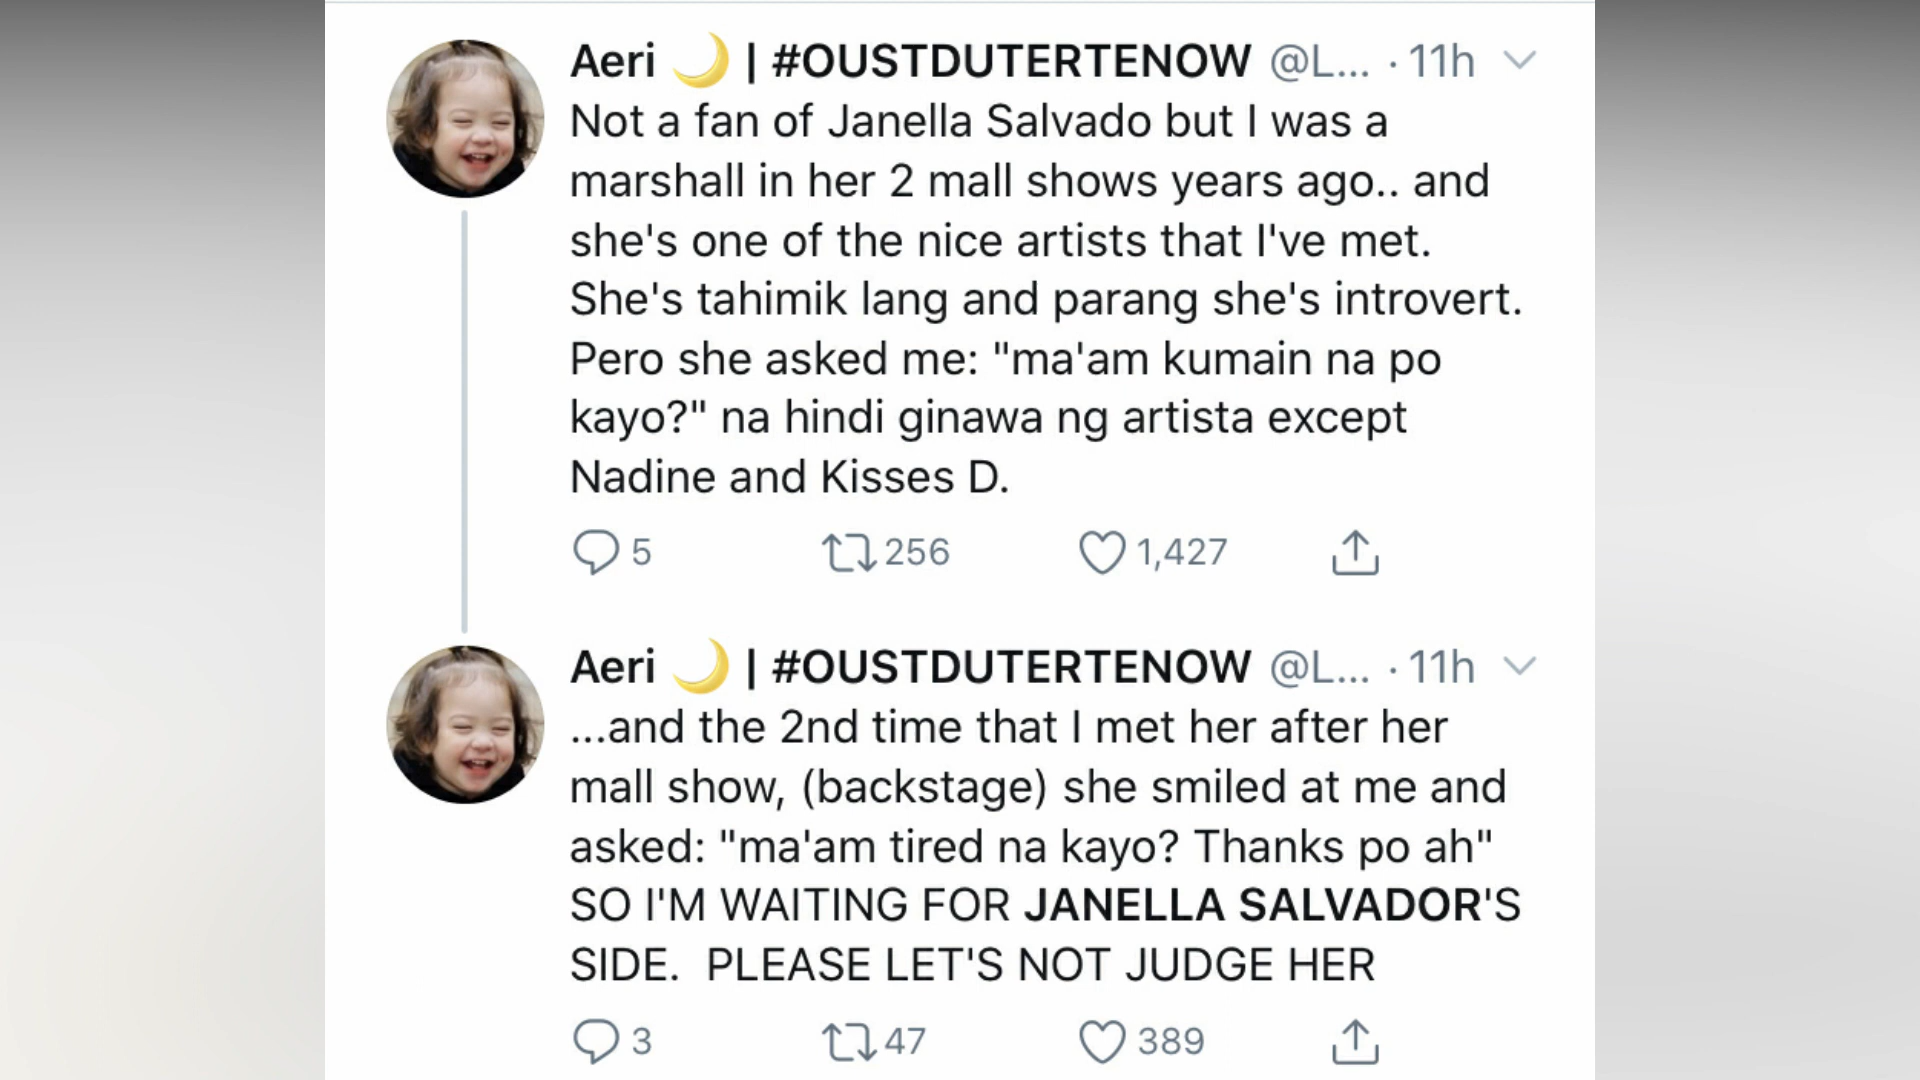 Aeri 🌙 | #OUSTDUTERTENOW @L... · 11h
Not a fan of Janella Salvado but I was a
marshall in her 2 mall shows years ago.. and
she's one of the nice artists that I've met.
She's tahimik lang and parang she's introvert.
Pero she asked me: "ma'am kumain na po
kayo?" na hindi ginawa ng artista except
Nadine and Kisses D.
5 256 1,427
Aeri 🌙 | #OUSTDUTERTENOW @L... · 11h
...and the 2nd time that I met her after her
mall show, (backstage) she smiled at me and
asked: "ma'am tired na kayo? Thanks po ah"
SO I'M WAITING FOR JANELLA SALVADOR'S
SIDE.  PLEASE LET'S NOT JUDGE HER
3 47 389